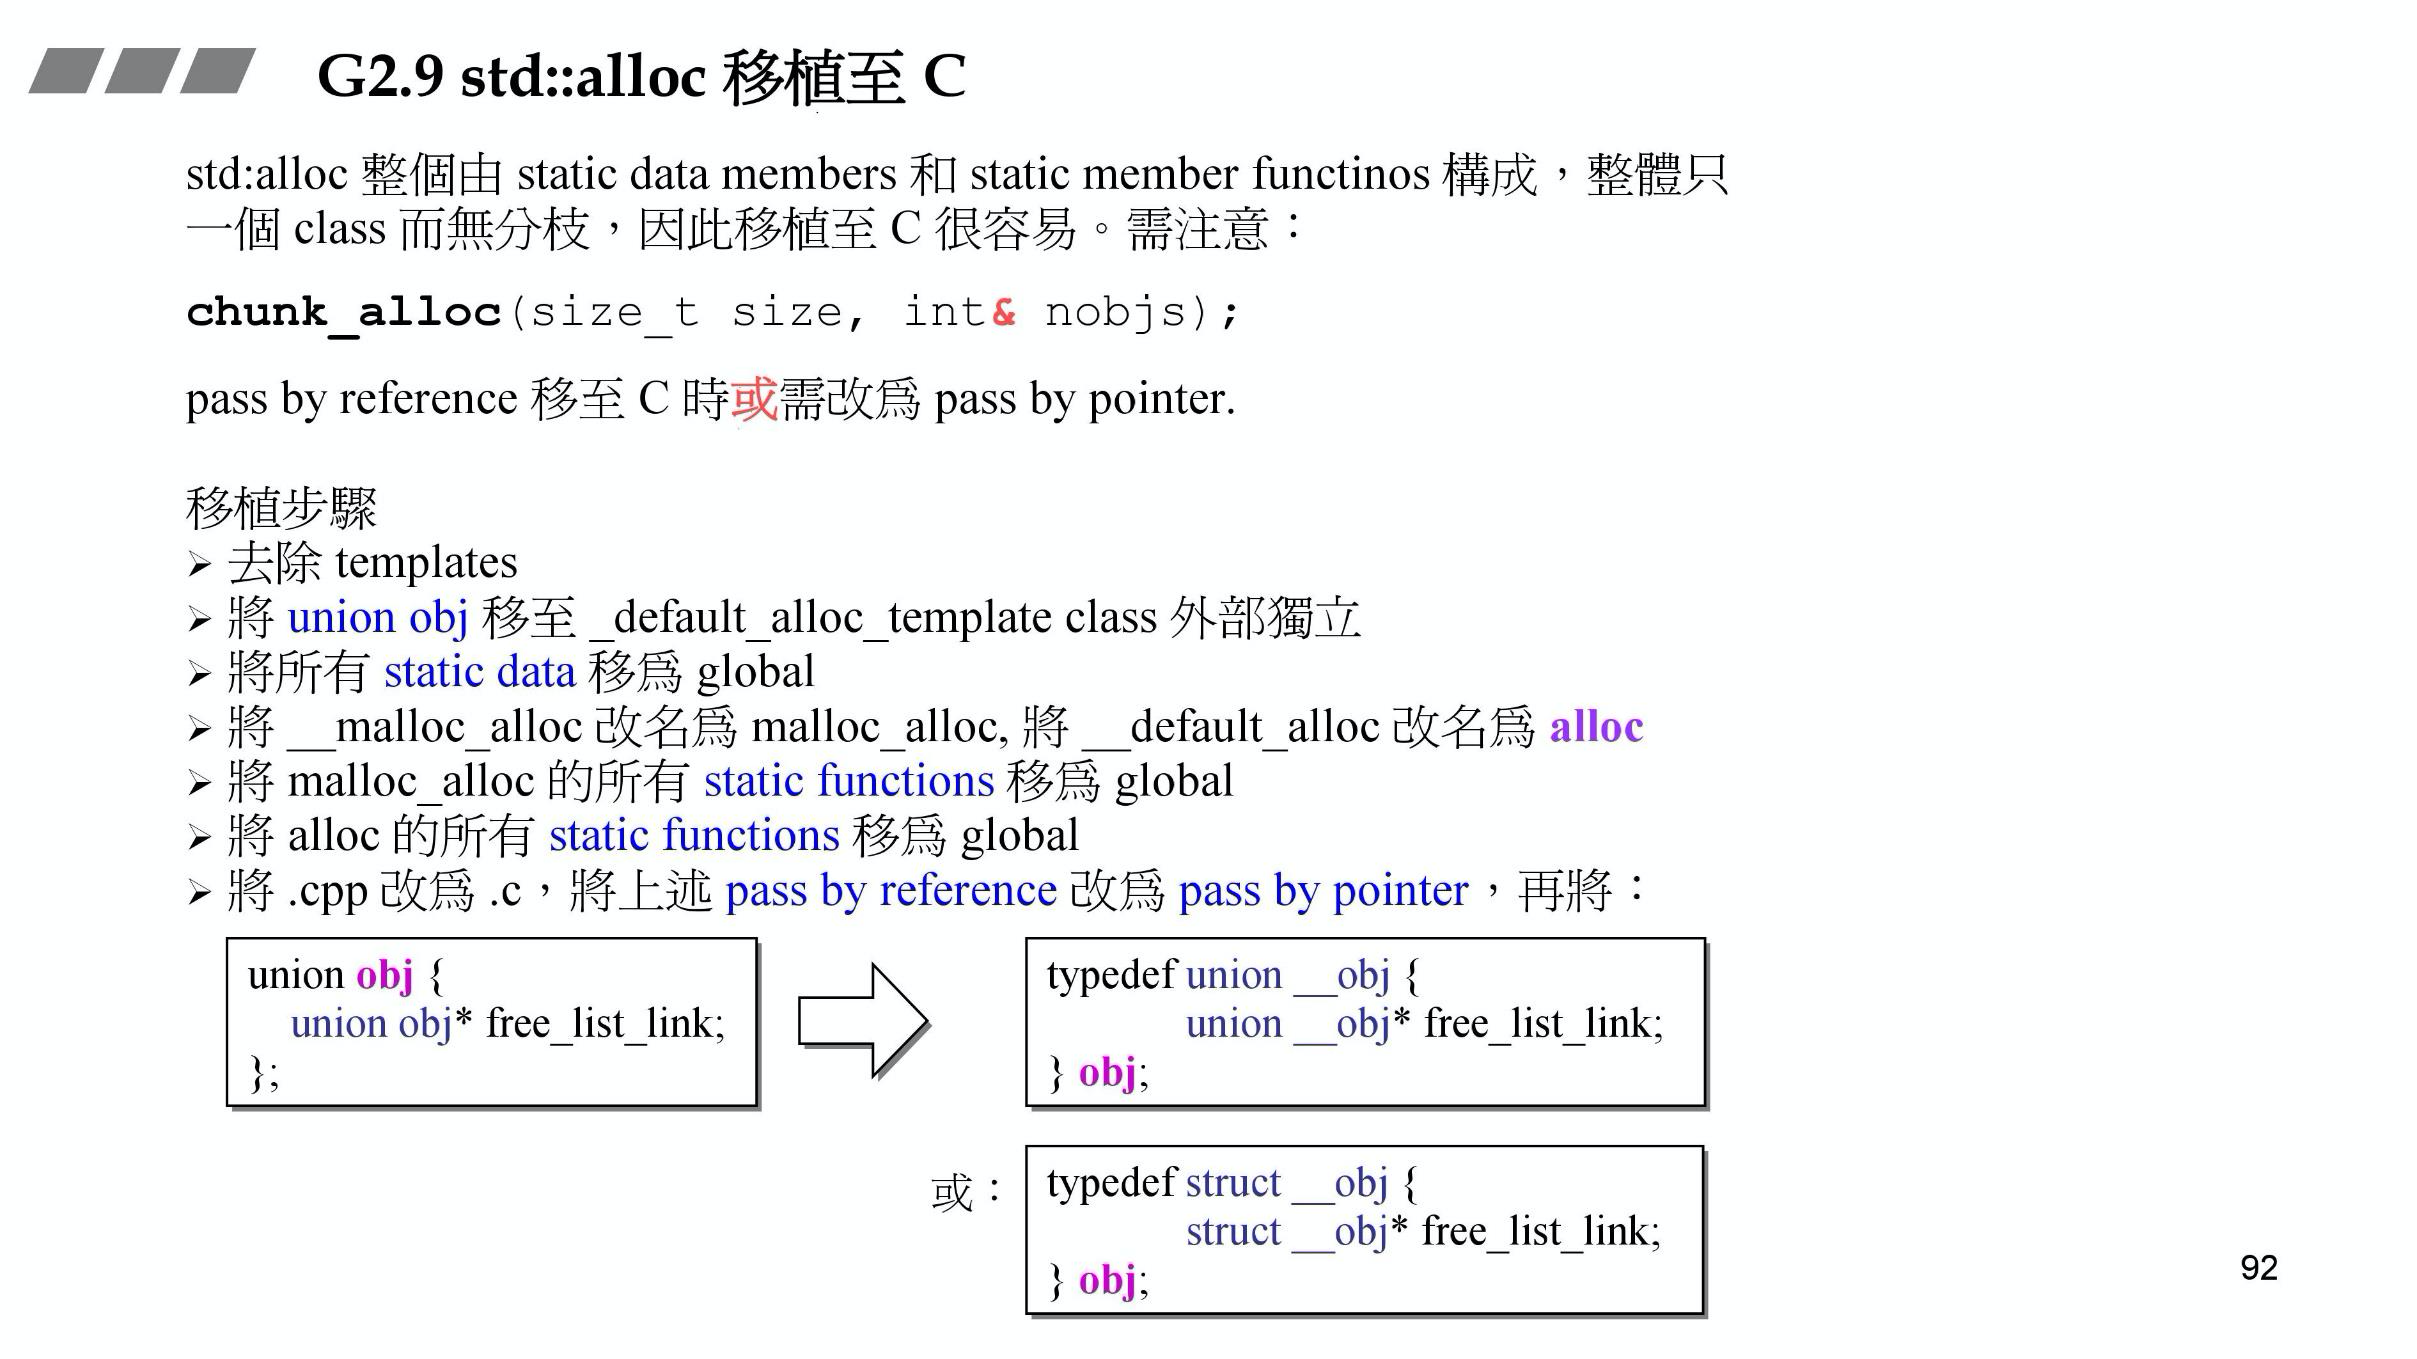 G2.9 std::alloc 移植至 C
std:alloc 整個由 static data members 和 static member functinos 構成，整體只
一個 class 而無分枝，因此移植至 C 很容易。需注意：
chunk_alloc(size_t size, int& nobjs);
pass by reference 移至 C 時或需改爲 pass by pointer.
移植步驟
➢ 去除 templates
➢ 將 union obj 移至 _default_alloc_template class 外部獨立
➢ 將所有 static data 移爲 global
➢ 將 __malloc_alloc 改名爲 malloc_alloc, 將 __default_alloc 改名爲 alloc
➢ 將 malloc_alloc 的所有 static functions 移爲 global
➢ 將 alloc 的所有 static functions 移爲 global
➢ 將 .cpp 改爲 .c，將上述 pass by reference 改爲 pass by pointer，再將：
union obj {
union obj* free_list_link;
};
typedef union __obj {
union __obj* free_list_link;
} obj;
或：
typedef struct __obj {
struct __obj* free_list_link;
} obj;
92